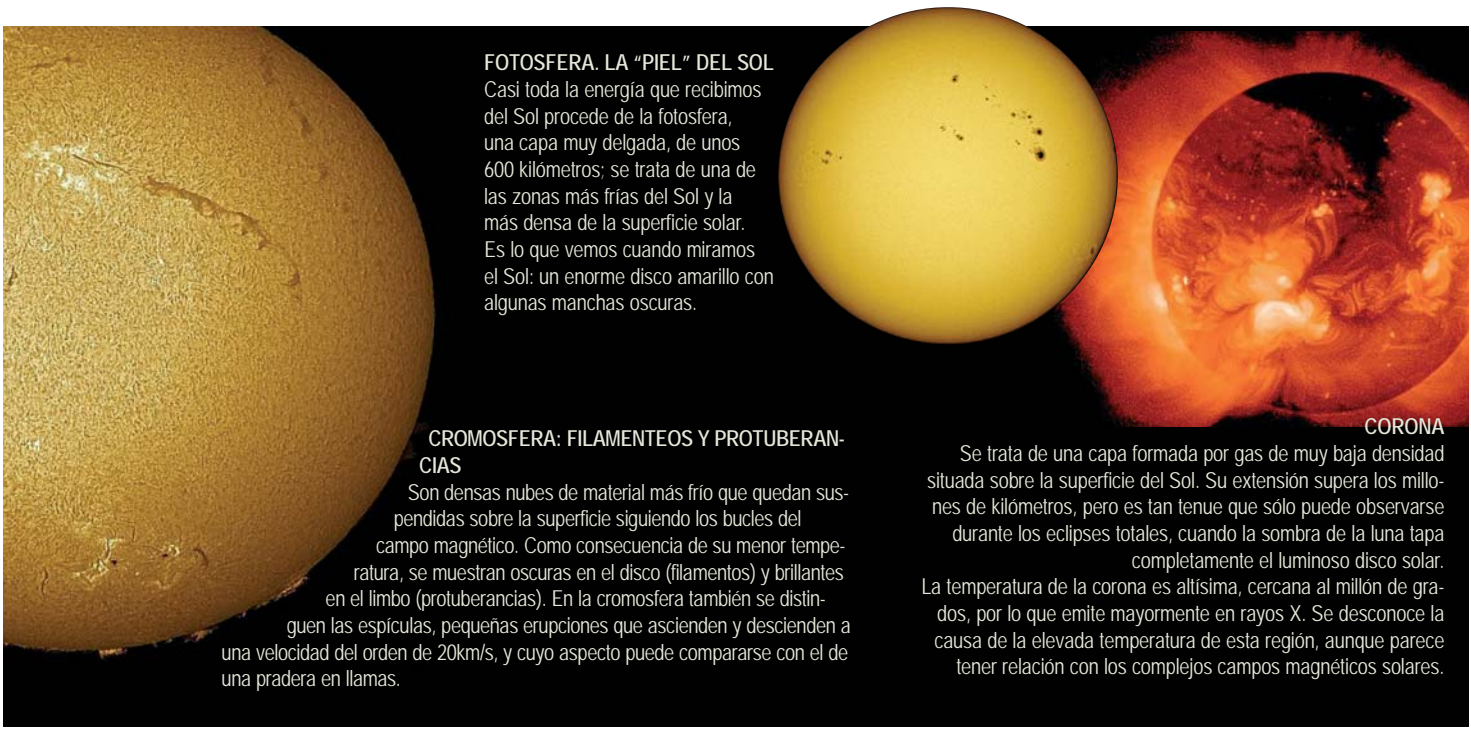 FOTOSFERA. LA “PIEL” DEL SOL
Casi toda la energía que recibimos
del Sol procede de la fotosfera,
una capa muy delgada, de unos
600 kilómetros; se trata de una de
las zonas más frías del Sol y la
más densa de la superficie solar.
Es lo que vemos cuando miramos
el Sol: un enorme disco amarillo con
algunas manchas oscuras.
CROMOSFERA: FILAMENTEOS Y PROTUBERAN-
CIAS
Son densas nubes de material más frío que quedan sus-
pendidas sobre la superficie siguiendo los bucles del
campo magnético. Como consecuencia de su menor tempe-
ratura, se muestran oscuras en el disco (filamentos) y brillantes
en el limbo (protuberancias). En la cromosfera también se distin-
guen las espículas, pequeñas erupciones que ascienden y descienden a
una velocidad del orden de 20km/s, y cuyo aspecto puede compararse con el de
una pradera en llamas.
CORONA
Se trata de una capa formada por gas de muy baja densidad
situada sobre la superficie del Sol. Su extensión supera los millo-
nes de kilómetros, pero es tan tenue que sólo puede observarse
durante los eclipses totales, cuando la sombra de la luna tapa
completamente el luminoso disco solar.
La temperatura de la corona es altísima, cercana al millón de gra-
dos, por lo que emite mayormente en rayos X. Se desconoce la
causa de la elevada temperatura de esta región, aunque parece
tener relación con los complejos campos magnéticos solares.